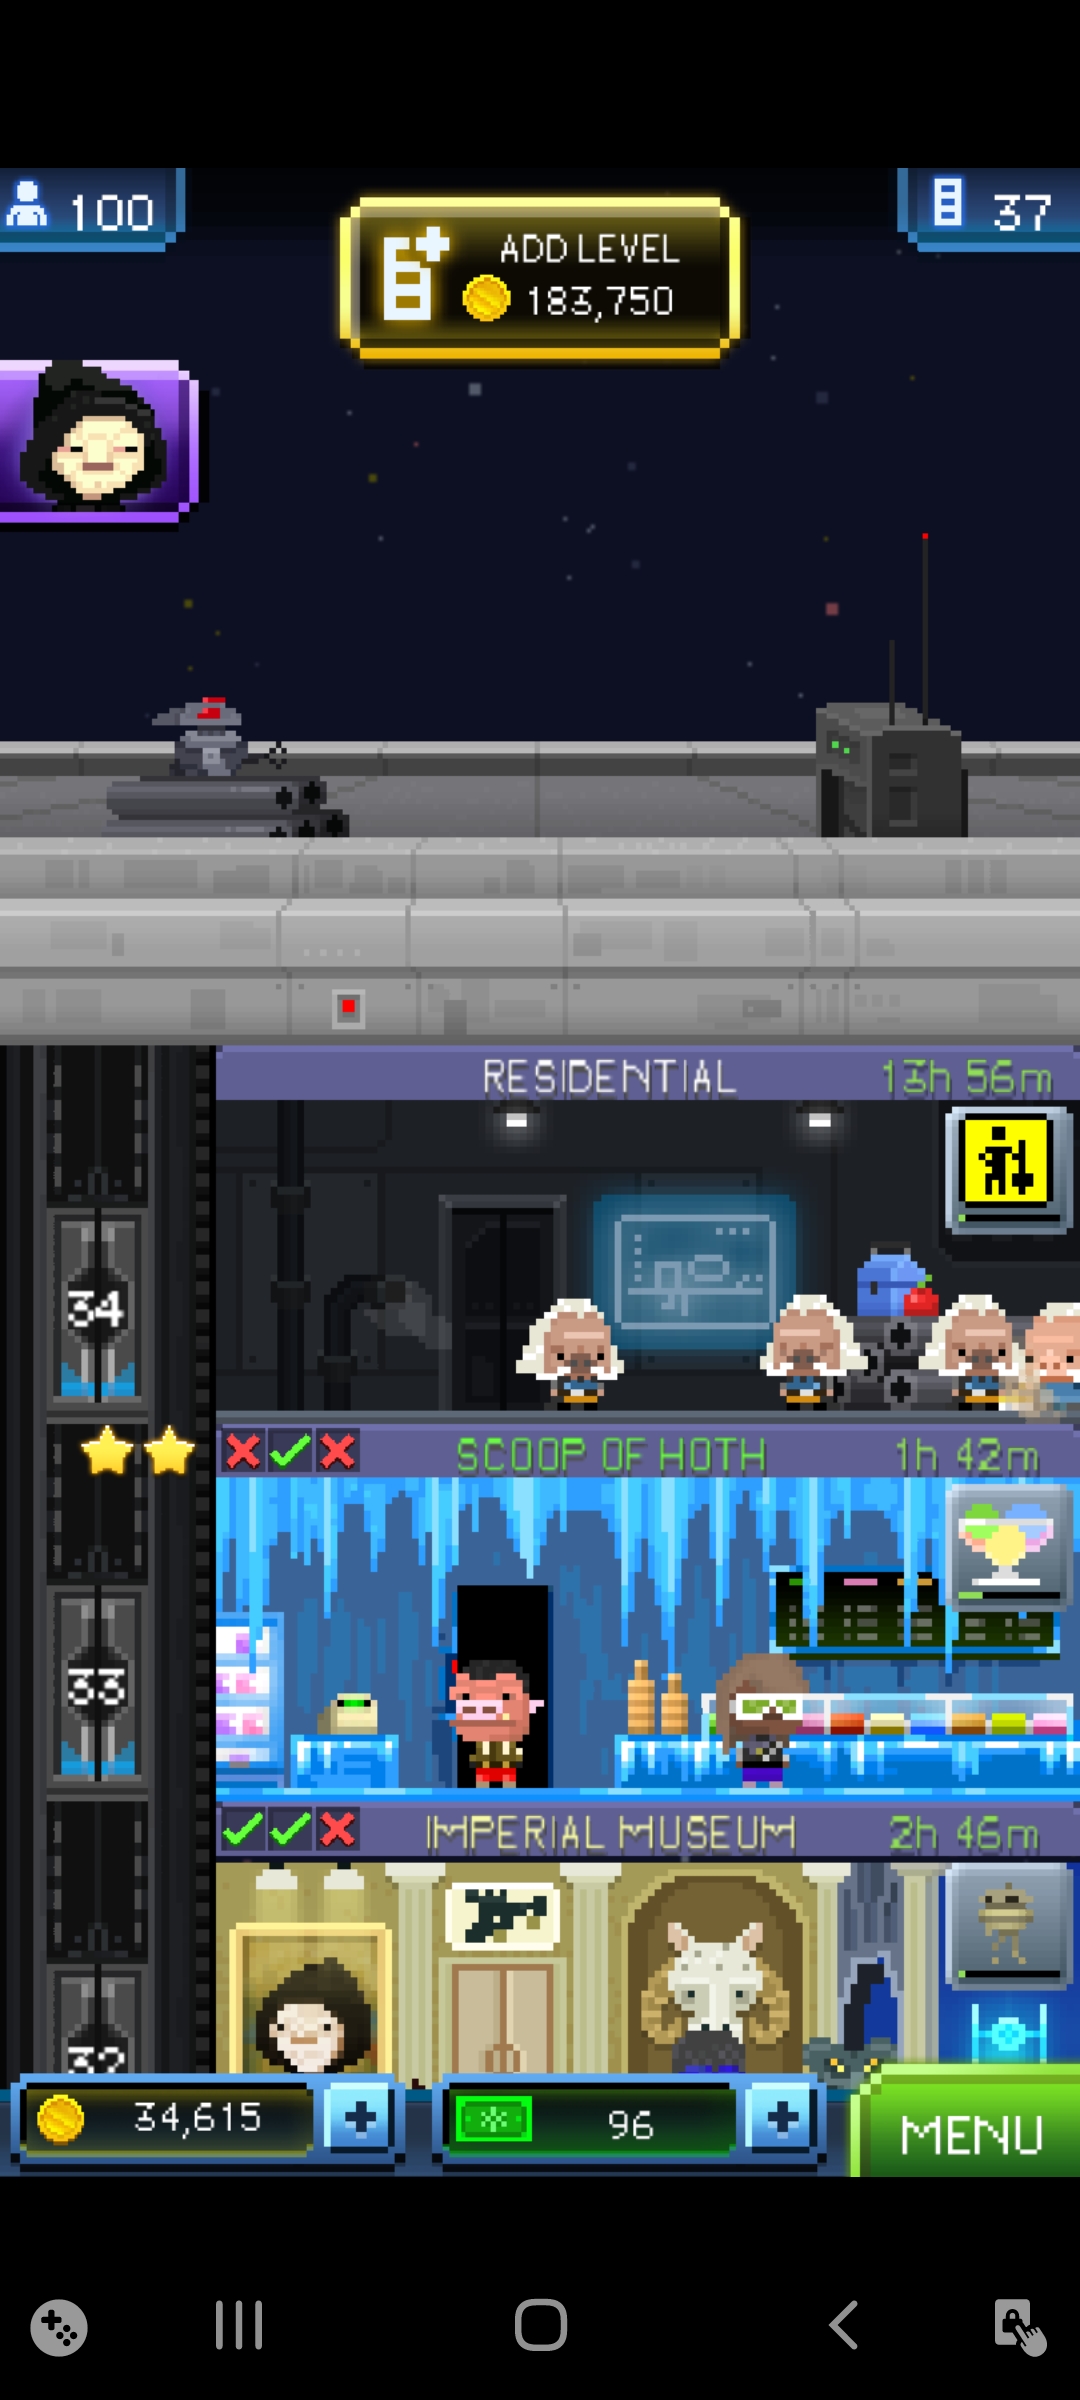 100
ADD LEVEL
183,750
37
RESIDENTIAL 13h 56m
34
SCOOP OF HOTH 1h 42m
33
IMPERIAL MUSEUM 2h 46m
32
34,615
96
MENU